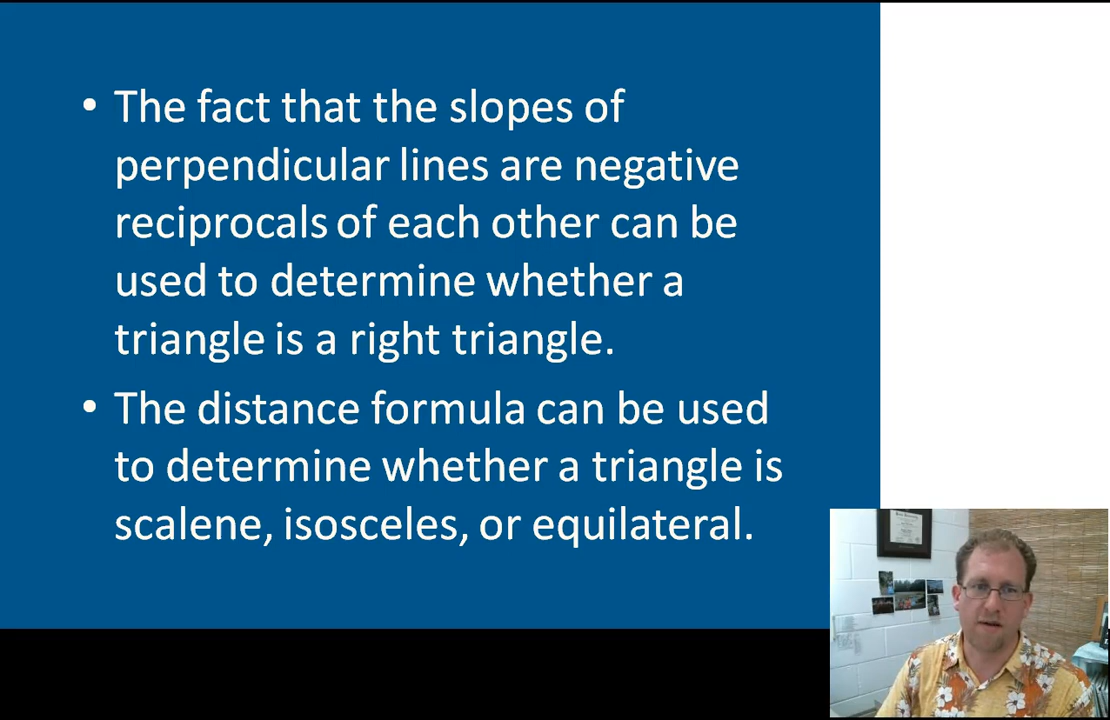 • The fact that the slopes of
perpendicular lines are negative
reciprocals of each other can be
used to determine whether a
triangle is a right triangle.
• The distance formula can be used
to determine whether a triangle is
scalene, isosceles, or equilateral.